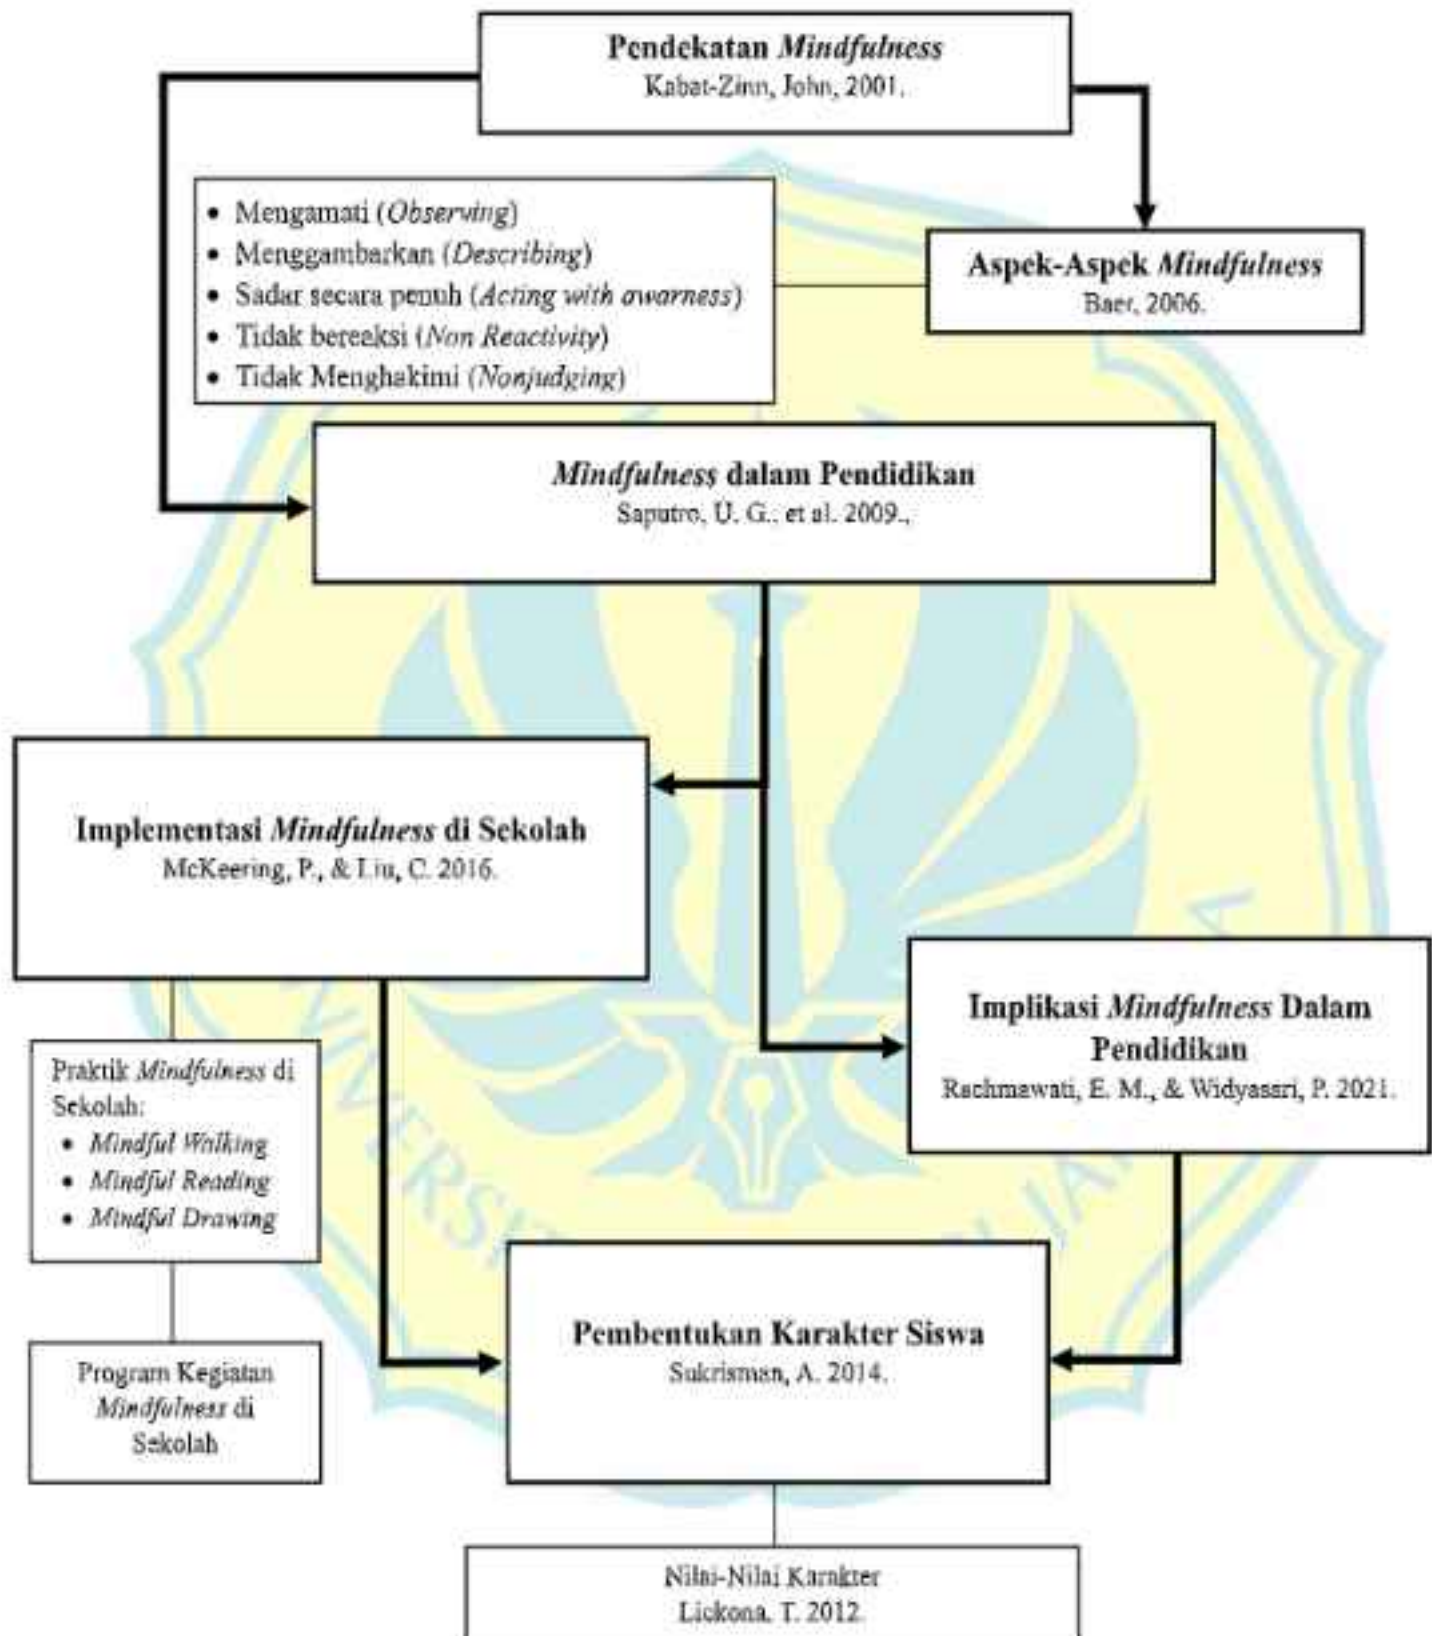 Pendekatan Mindfulness
Kabat-Zinn, John, 2001.
• Mengamati (Observing)
• Menggambarkan (Describing)
• Sadar secara penuh (Acting with awarness)
• Tidak bereaksi (Non Reactivity)
• Tidak Menghakimi (Nonjudging)
Aspek-Aspek Mindfulness
Baer, 2006.
Mindfulness dalam Pendidikan
Saputro, U. G., et al. 2009.,
Implementasi Mindfulness di Sekolah
McKeering, P., & Liu, C. 2016.
Implikasi Mindfulness Dalam
Pendidikan
Rachmawati, E. M., & Widyasari, P. 2021.
Praktik Mindfulness di
Sekolah:
• Mindful Walking
• Mindful Reading
• Mindful Drawing
Pembentukan Karakter Siswa
Sukrisman, A. 2014.
Program Kegiatan
Mindfulness di
Sekolah
Nilai-Nilai Karakter
Lickona, T. 2012.